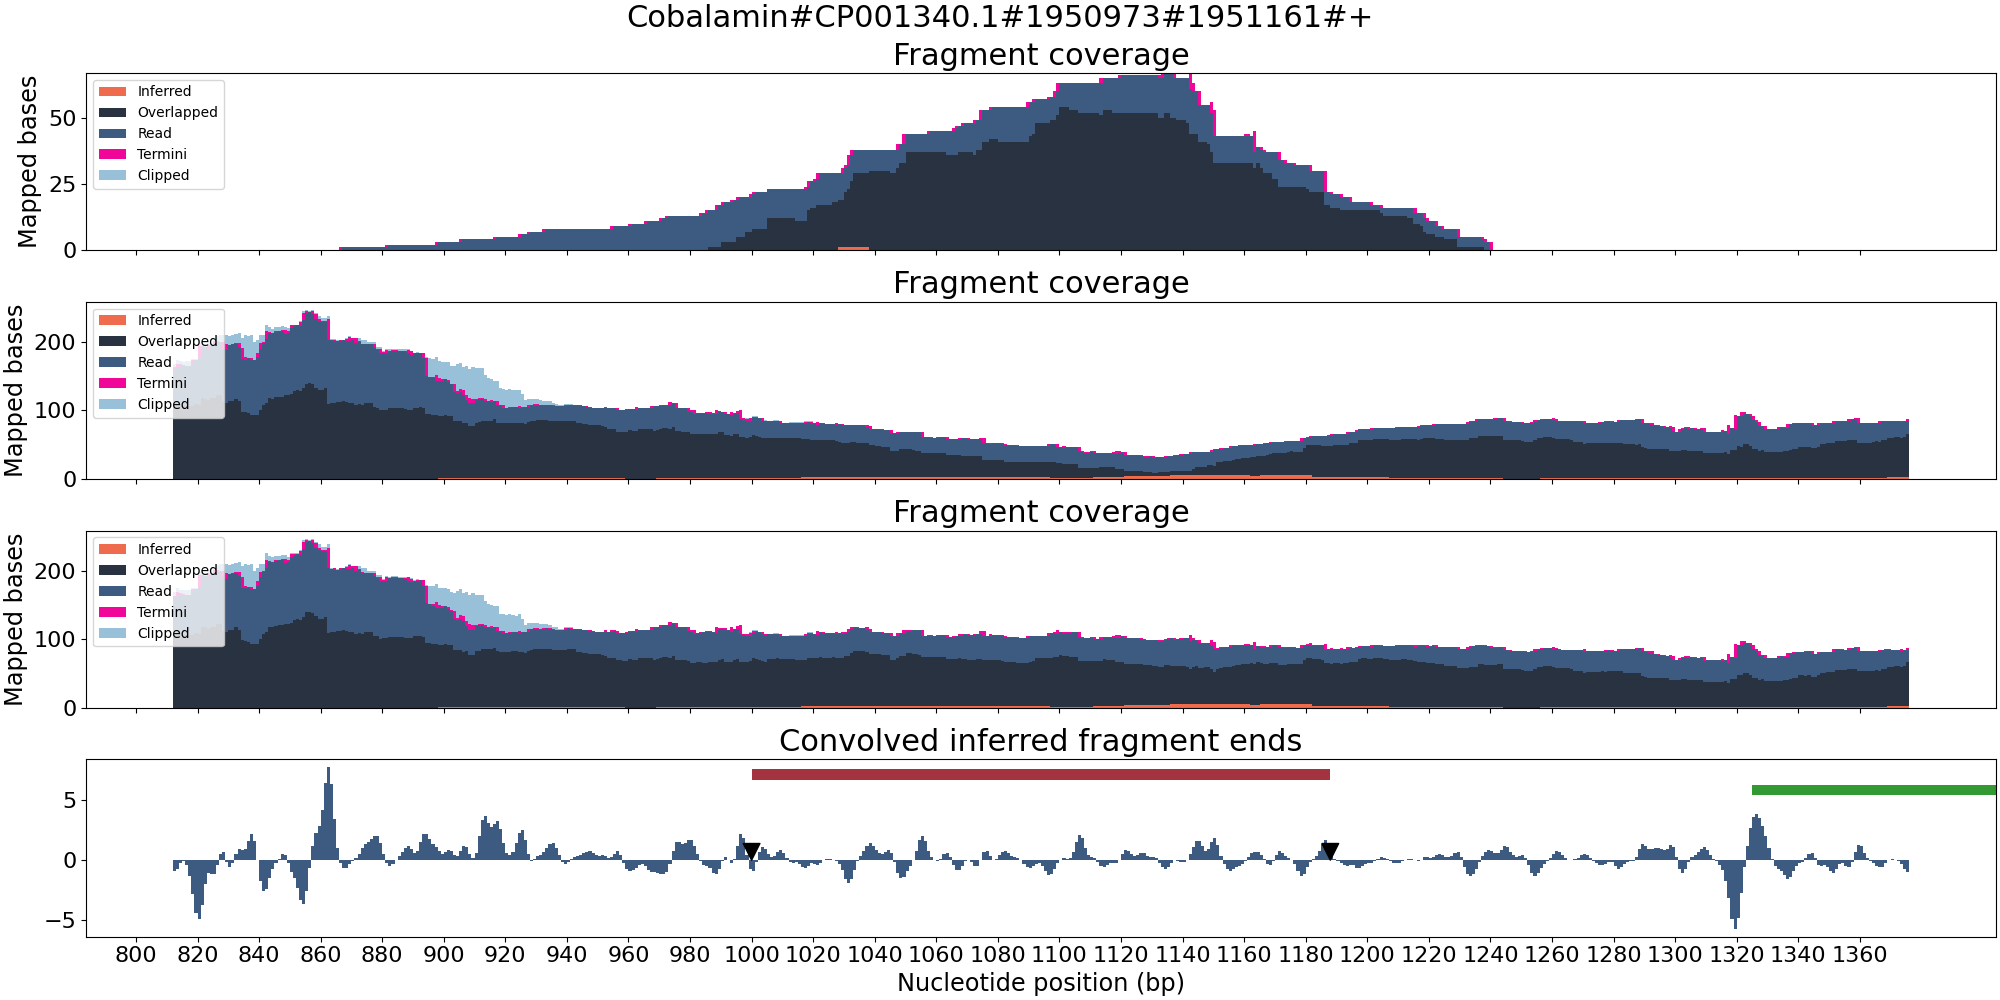 Cobalamin#CP001340.1#1950973#1951161#+
Fragment coverage
Mapped bases
50
25
0
Inferred
Overlapped
Read
Termini
Clipped
Fragment coverage
Mapped bases
200
100
0
Inferred
Overlapped
Read
Termini
Clipped
Fragment coverage
Mapped bases
200
100
0
Inferred
Overlapped
Read
Termini
Clipped
Convolved inferred fragment ends
5
0
−5
800 820 840 860 880 900 920 940 960 980 1000 1020 1040 1060 1080 1100 1120 1140 1160 1180 1200 1220 1240 1260 1280 1300 1320 1340 1360
Nucleotide position (bp)